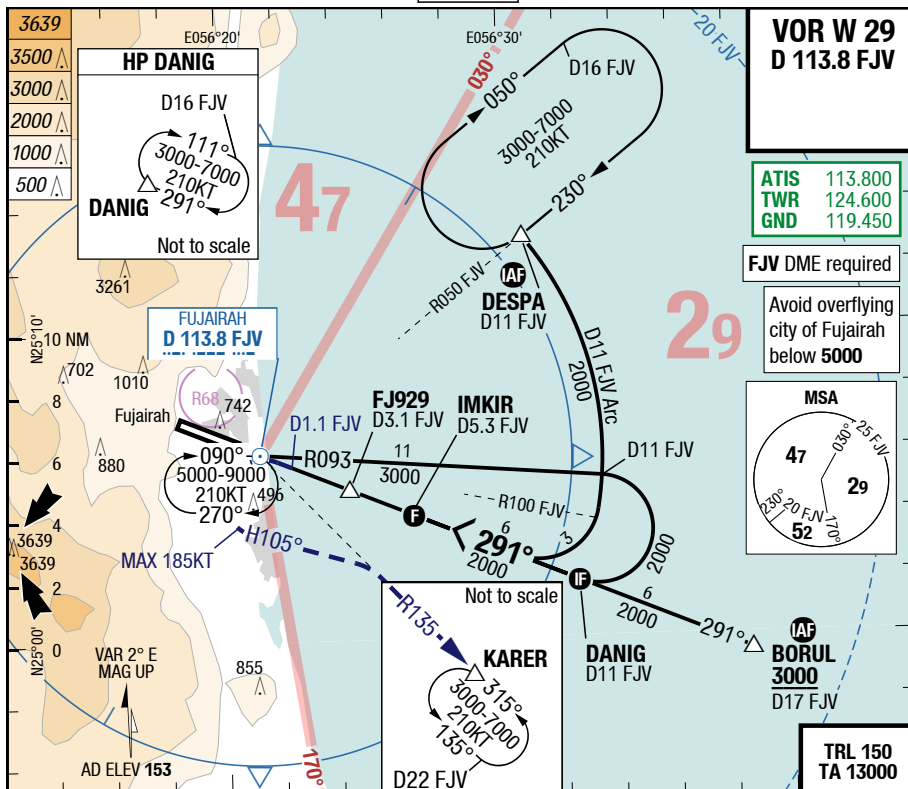 3639
3500
3000
2000
1000
500
E056°20'
E056°30'
20 FJV
VOR W 29
D 113.8 FJV
HP DANIG
D16 FJV
111°
3000-7000
210KT
291°
DANIG
Not to scale
47
030°
050°
D16 FJV
3000-7000
210KT
230°
ATIS 113.800
TWR 124.600
GND 119.450
FJV DME required
Avoid overflying
city of Fujairah
below 5000
MSA
47
030°
25 FJV
29
230°
20 FJV
170°
52
R050 FJV
IAF
DESPA
D11 FJV
D11 FJV Arc
2000
29
3261
N25°10'
10 NM
8
6
4
2
0
N25°00'
702
1010
880
FUJAIRAH
D 113.8 FJV
R68
742
Fujairah
D1.1 FJV
FJ929
D3.1 FJV
IMKIR
D5.3 FJV
D11 FJV
R093
11
3000
090°
5000-9000
210KT
270°
496
R100 FJV
F
6
291°
2000
3
2000
3639
3639
MAX 185KT
H105°
R135
IF
DANIG
D11 FJV
6
2000
291°
IAF
BORUL
3000
D17 FJV
Not to scale
KARER
315°
3000-7000
210KT
135°
D22 FJV
VAR 2° E
MAG UP
855
AD ELEV 153
170°
TRL 150
TA 13000